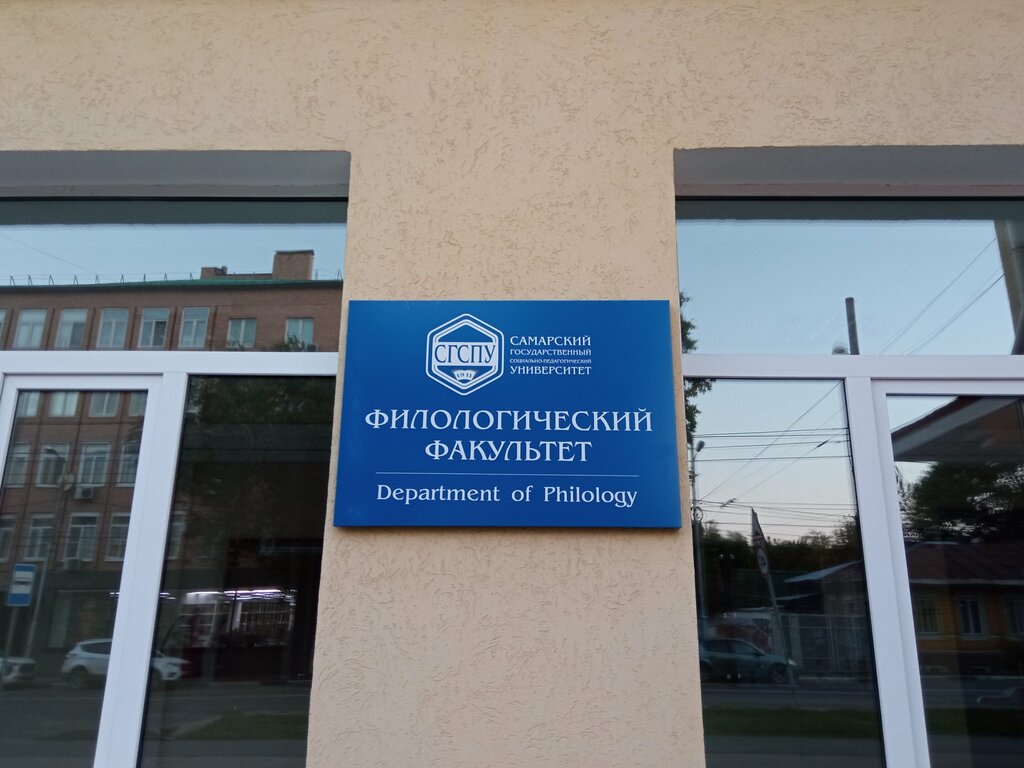 СГСПУ
1911
САМАРСКИЙ
ГОСУДАРСТВЕННЫЙ
СОЦИАЛЬНО-ПЕДАГОГИЧЕСКИЙ
УНИВЕРСИТЕТ
ФИЛОЛОГИЧЕСКИЙ
ФАКУЛЬТЕТ
Department of Philology